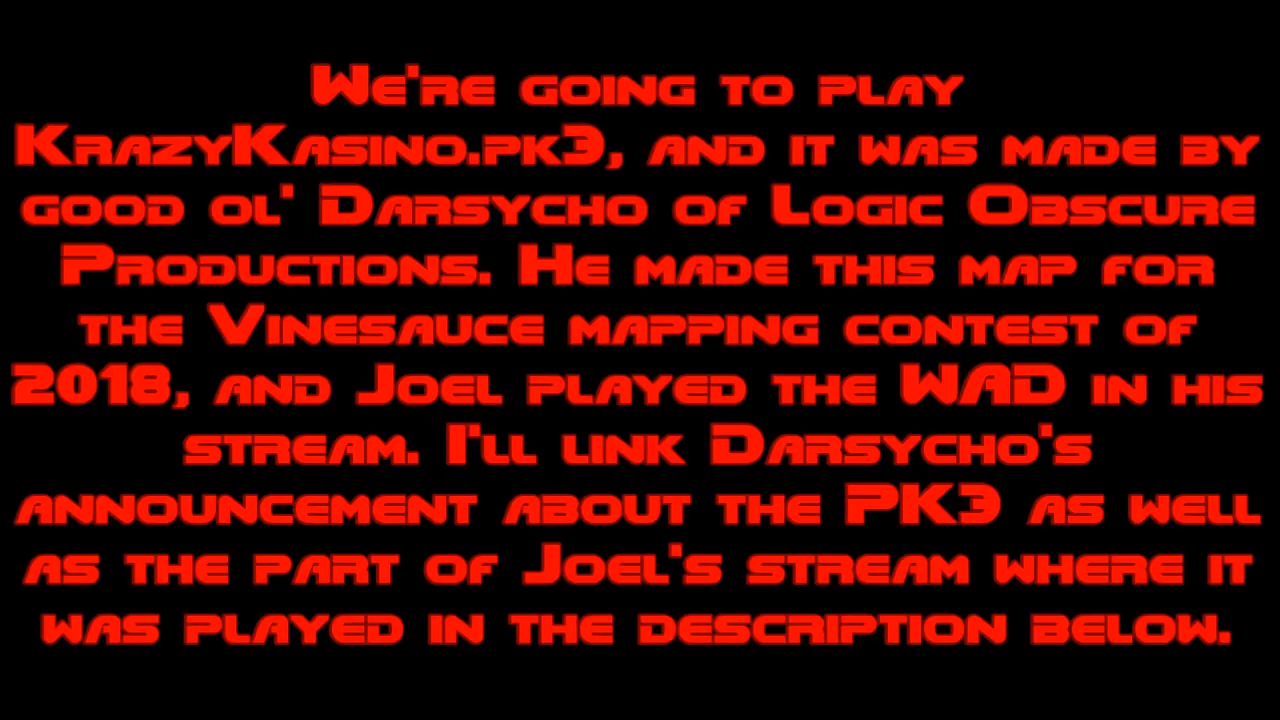 We're going to play
KrazyKasino.pk3, and it was made by
good ol' Darsycho of Logic Obscure
Productions. He made this map for
the Vinesauce mapping contest of
2018, and Joel played the WAD in his
stream. I'll link Darsycho's
announcement about the PK3 as well
as the part of Joel's stream where it
was played in the description below.